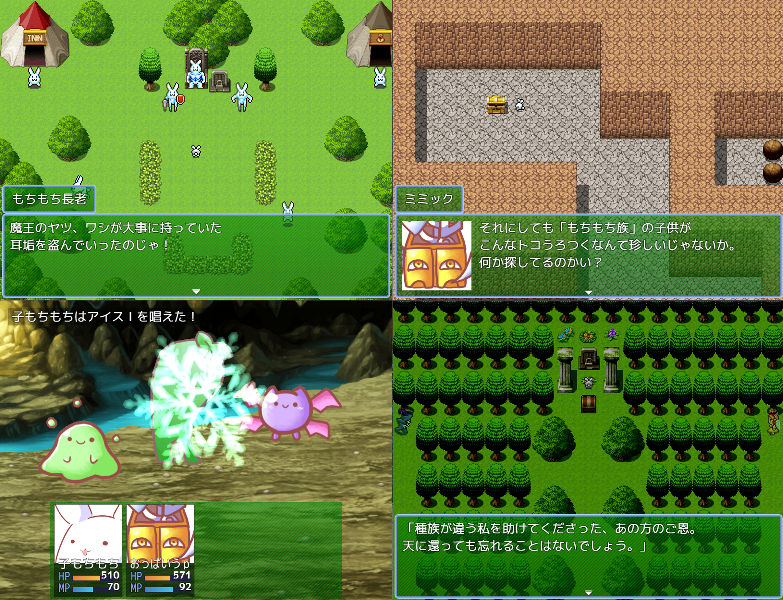 INN
もちもち長老
魔王のヤツ、ワシが大事に持っていた
耳垢を盗んでいったのじゃ！
ミミック
それにしても「もちもち族」の子供が
こんなトコうろつくなんて珍しいじゃないか。
何か探してるのかい？
子もちもちはアイスⅠを唱えた！
子もちもち
HP 510
MP 70
おっぱいうp
HP 571
MP 92
「種族が違う私を助けてくださった、あの方のご恩。
天に還っても忘れることはないでしょう。」